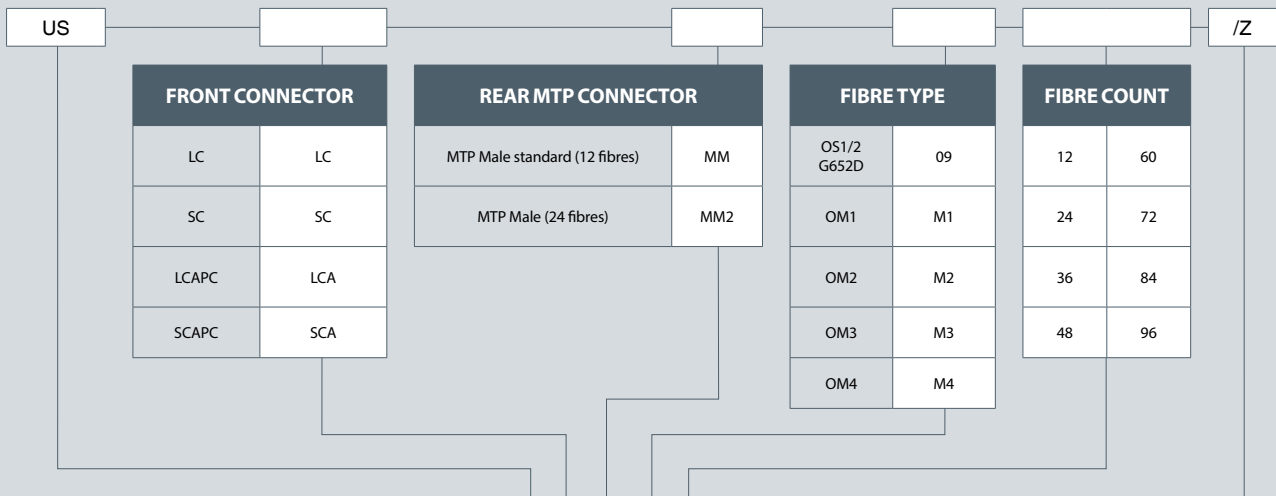 US /Z
FRONT CONNECTOR REAR MTP CONNECTOR FIBRE TYPE FIBRE COUNT
LC LC MTP Male standard (12 fibres) MM OS1/2 G652D 09 12 60
SC SC MTP Male (24 fibres) MM2 OM1 M1 24 72
LCAPC LCA OM2 M2 36 84
SCAPC SCA OM3 M3 48 96
OM4 M4